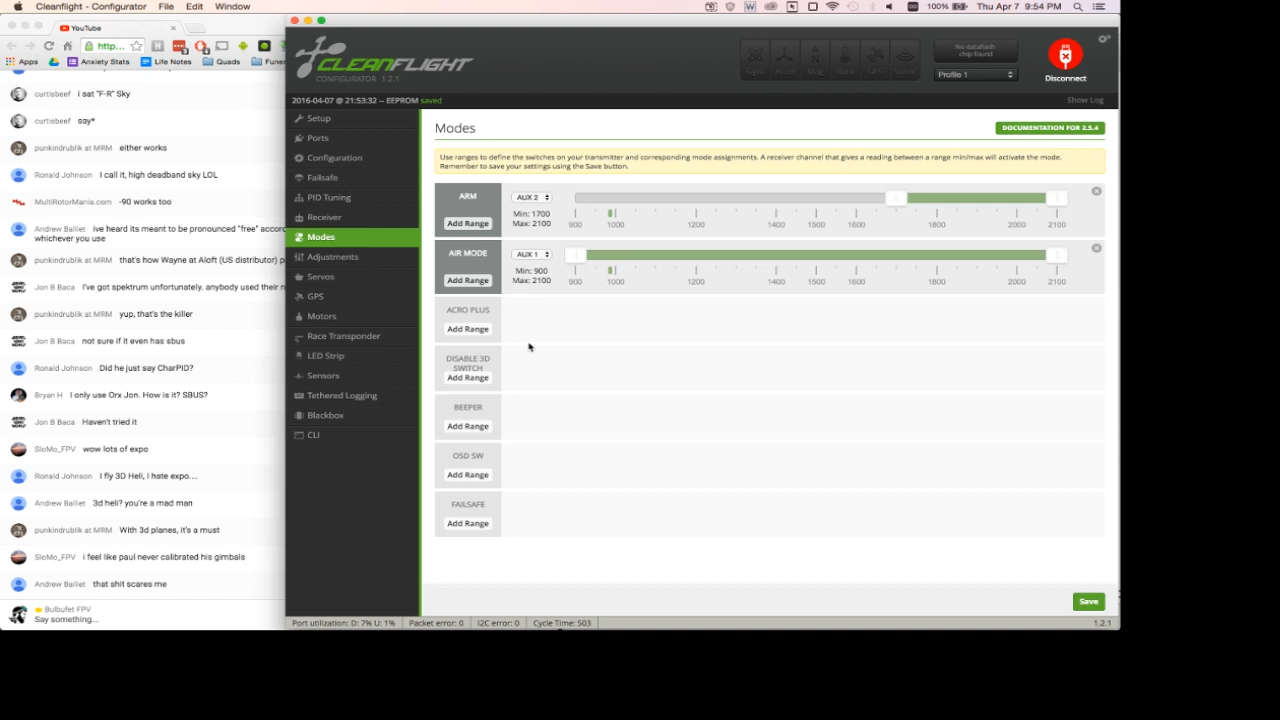 Cleanflight - Configurator File Edit Window
100% Thu Apr 7 9:54 PM
YouTube
http...
Apps Quads Life Notes Anxiety Stats Funer
curtisbeef i sat "F-R" Sky
curtisbeef say*
punkindrublik at MRM either works
Ronald Johnson I call it, high deadband sky LOL
MultiRotorMania.com -90 works too
Andrew Balliet ive heard its meant to be pronounced "free" accord
whichever you use
punkindrublik at MRM that's how Wayne at Aloft (US distributor) p
Jon B Baca I've got spektrum unfortunately. anybody used their n
punkindrublik at MRM yup, that's the killer
Jon B Baca not sure if it even has sbus
Ronald Johnson Did he just say CharPID?
Bryan H I only use Orx Jon. How is it? SBUS?
Jon B Baca Haven't tried it
SloMo_FPV wow lots of expo
Ronald Johnson I fly 3D Heli, I hate expo....
Andrew Balliet 3d heli? you're a mad man
punkindrublik at MRM With 3d planes, it's a must
SloMo_FPV i feel like paul never calibrated his gimbals
Andrew Balliet that shit scares me
Bulbufet FPV
Say something...
CLEANFLIGHT
CONFIGURATOR 1.2.1
No dataflash
chip found
Profile 1
Disconnect
2016-04-07 @ 21:53:32 -- EEPROM saved
Show Log
Setup
Ports
Configuration
Failsafe
PID Tuning
Receiver
Modes
Adjustments
Servos
GPS
Motors
Race Transponder
LED Strip
Sensors
Tethered Logging
Blackbox
CLI
Modes
DOCUMENTATION FOR 2.5.4
Use ranges to define the switches on your transmitter and corresponding mode assignments. A receiver channel that gives a reading between a range min/max will activate the mode.
Remember to save your settings using the Save button.
ARM
AUX 2
Add Range
Min: 1700
Max: 2100
900 1000 1200 1400 1500 1600 1800 2000 2100
AIR MODE
AUX 1
Add Range
Min: 900
Max: 2100
900 1000 1200 1400 1500 1600 1800 2000 2100
ACRO PLUS
Add Range
DISABLE 3D
SWITCH
Add Range
BEEPER
Add Range
OSD SW
Add Range
FAILSAFE
Add Range
Save
Port utilization: D: 7% U: 1% Packet error: 0 I2C error: 0 Cycle Time: 503 1.2.1